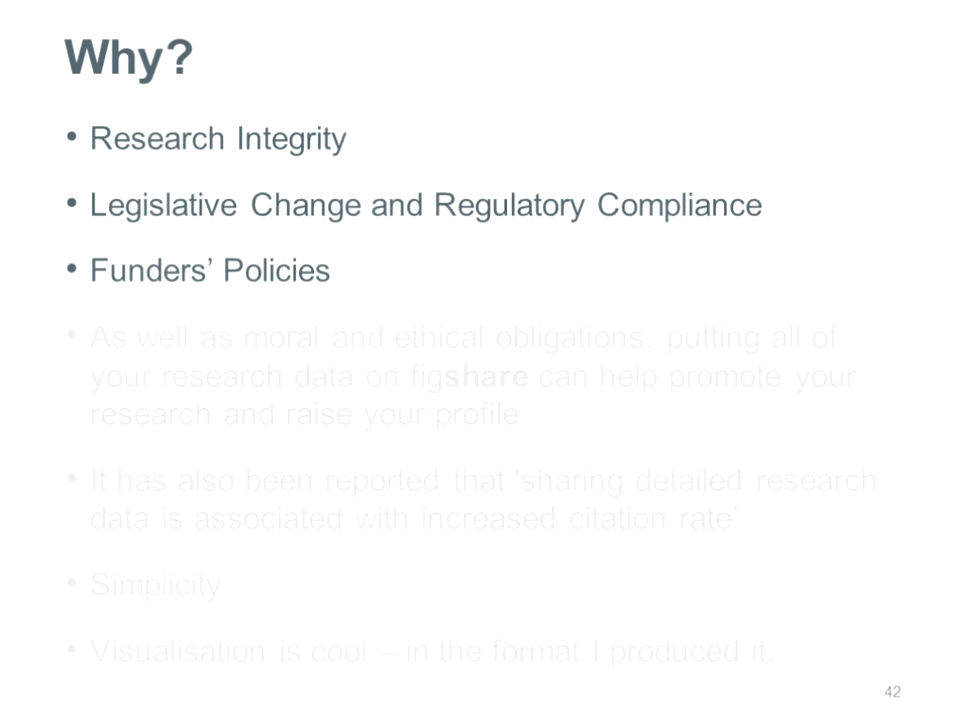 Why?
• Research Integrity
• Legislative Change and Regulatory Compliance
• Funders’ Policies
• As well as moral and ethical obligations, putting all of
your research data on figshare can help promote your
research and raise your profile
• It has also been reported that 'sharing detailed research
data is associated with increased citation rate’
• Simplicity
• Visualisation is cool – in the format I produced it.
42